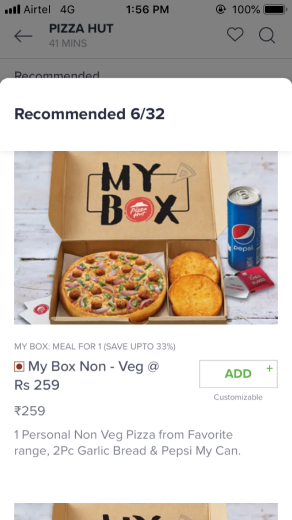 Airtel 4G 1:56 PM 100%
PIZZA HUT
41 MINS
Recommended
Recommended 6/32
MY
BOX
Pizza Hut
pepsi
MY BOX: MEAL FOR 1 (SAVE UPTO 33%)
My Box Non - Veg @
Rs 259
ADD +
Customizable
₹259
1 Personal Non Veg Pizza from Favorite
range, 2Pc Garlic Bread & Pepsi My Can.